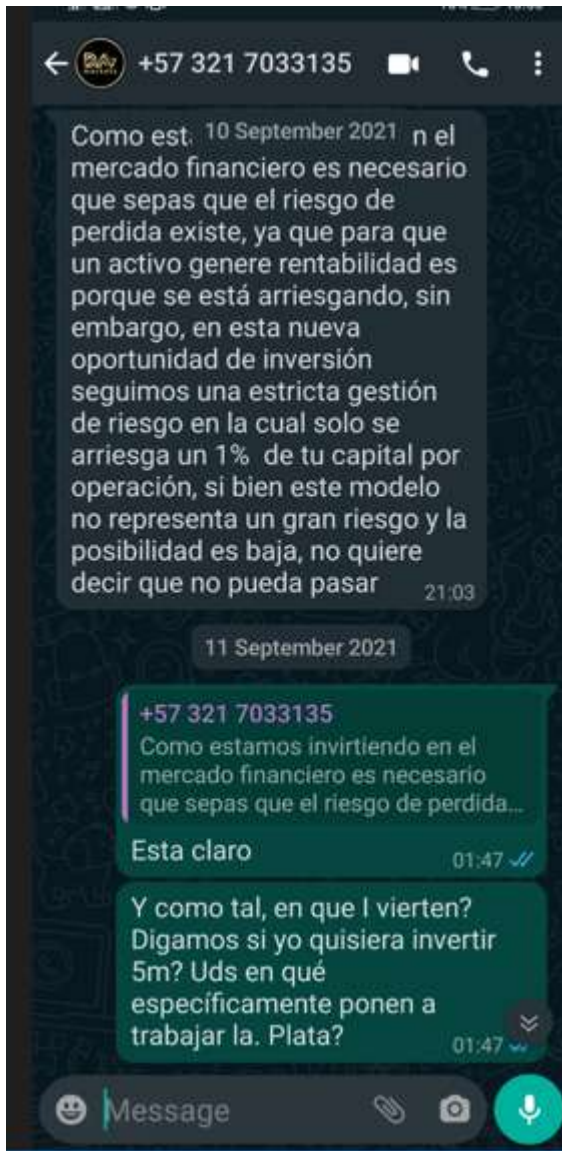 +57 321 7033135
10 September 2021
Como est n el
mercado financiero es necesario
que sepas que el riesgo de
perdida existe, ya que para que
un activo genere rentabilidad es
porque se está arriesgando, sin
embargo, en esta nueva
oportunidad de inversión
seguimos una estricta gestión
de riesgo en la cual solo se
arriesga un 1% de tu capital por
operación, si bien este modelo
no representa un gran riesgo y la
posibilidad es baja, no quiere
decir que no pueda pasar
21:03
11 September 2021
+57 321 7033135
Como estamos invirtiendo en el
mercado financiero es necesario
que sepas que el riesgo de perdida...
Esta claro
01:47
Y como tal, en que I vierten?
Digamos si yo quisiera invertir
5m? Uds en qué
específicamente ponen a
trabajar la. Plata?
01:47
Message